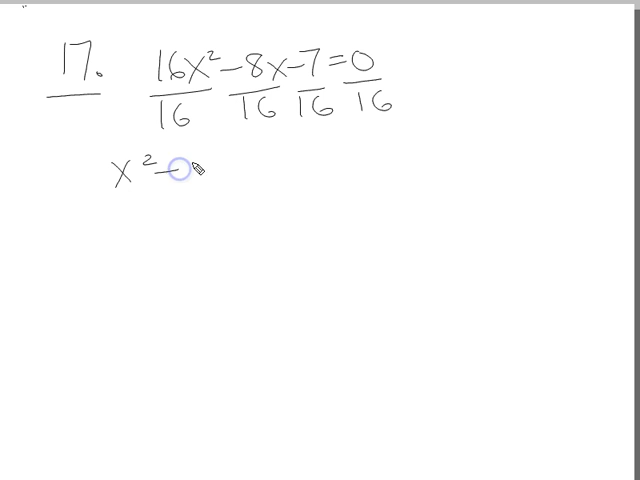 17. 16x² - 8x - 7 = 0
16 16 16 16
x² -